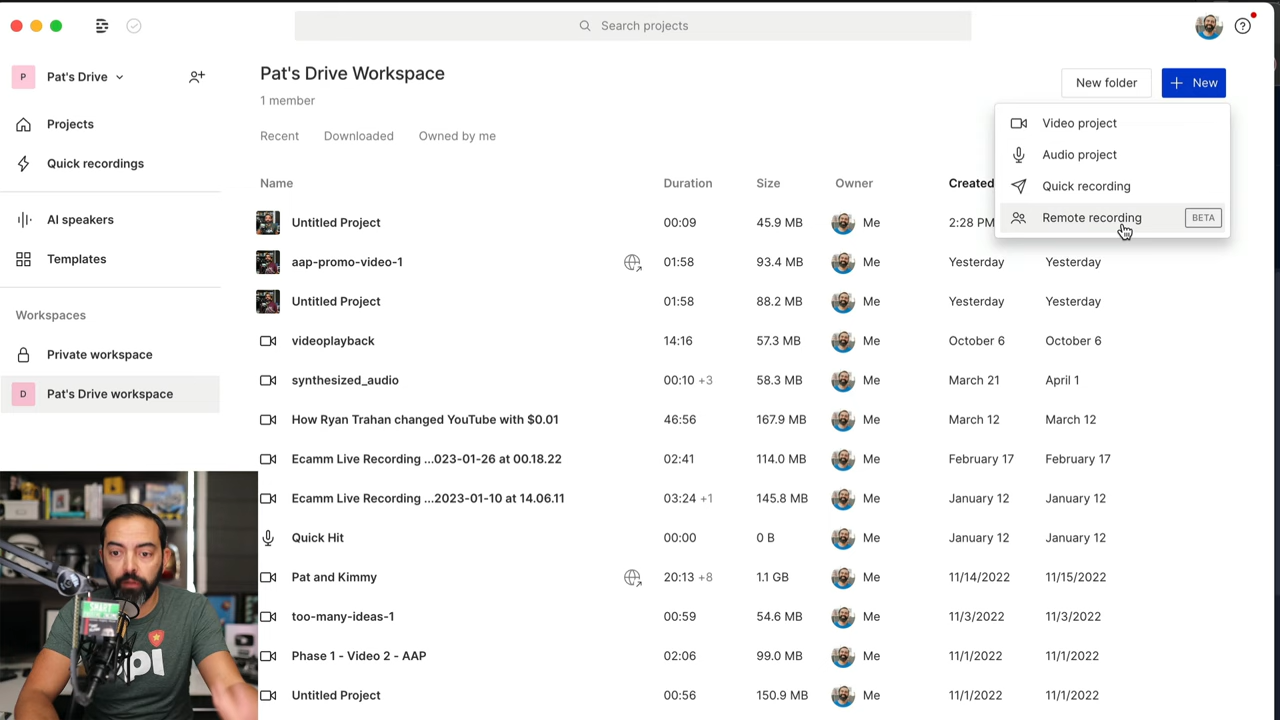 Search projects
P Pat's Drive
Projects
Quick recordings
AI speakers
Templates
Workspaces
Private workspace
D Pat's Drive workspace
Pat's Drive Workspace
1 member
New folder
+ New
Video project
Audio project
Quick recording
Remote recording BETA
Recent Downloaded Owned by me
Name Duration Size Owner Created
Untitled Project 00:09 45.9 MB Me 2:28 PM
aap-promo-video-1 01:58 93.4 MB Me Yesterday Yesterday
Untitled Project 01:58 88.2 MB Me Yesterday Yesterday
videoplayback 14:16 57.3 MB Me October 6 October 6
synthesized_audio 00:10 +3 58.3 MB Me March 21 April 1
How Ryan Trahan changed YouTube with $0.01 46:56 167.9 MB Me March 12 March 12
Ecamm Live Recording ...023-01-26 at 00.18.22 02:41 114.0 MB Me February 17 February 17
Ecamm Live Recording ...2023-01-10 at 14.06.11 03:24 +1 145.8 MB Me January 12 January 12
Quick Hit 00:00 0 B Me January 12 January 12
Pat and Kimmy 20:13 +8 1.1 GB Me 11/14/2022 11/15/2022
too-many-ideas-1 00:59 54.6 MB Me 11/3/2022 11/3/2022
Phase 1 - Video 2 - AAP 02:06 99.0 MB Me 11/1/2022 11/1/2022
Untitled Project 00:56 150.9 MB Me 11/1/2022 11/1/2022
SMART